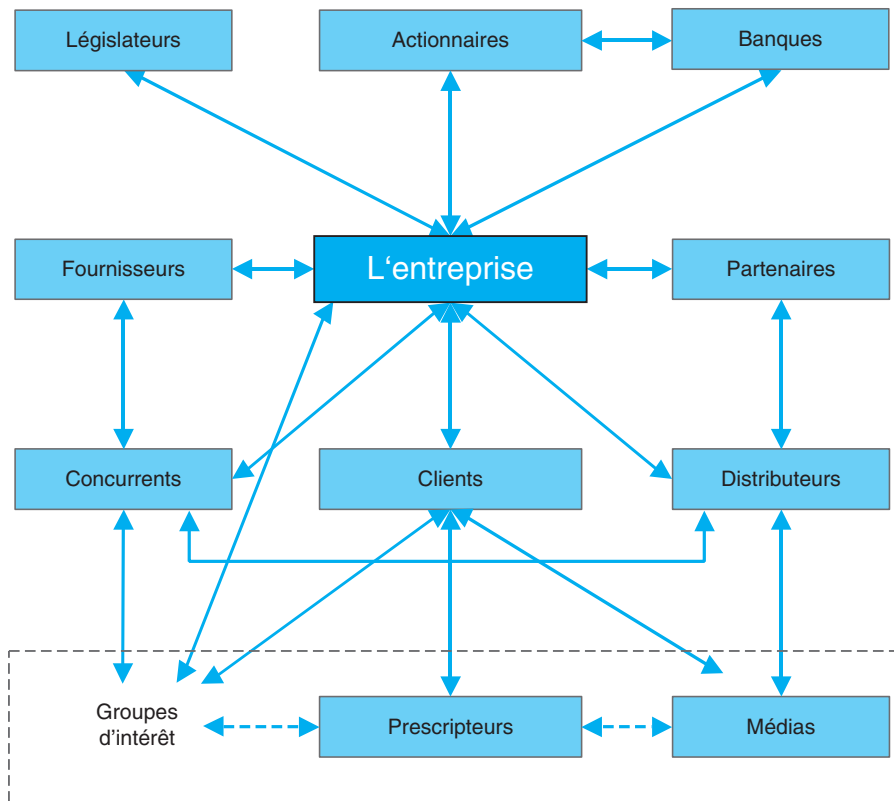 Législateurs
Actionnaires
Banques
Fournisseurs
L‘entreprise
Partenaires
Concurrents
Clients
Distributeurs
Groupes
d’intérêt
Prescripteurs
Médias